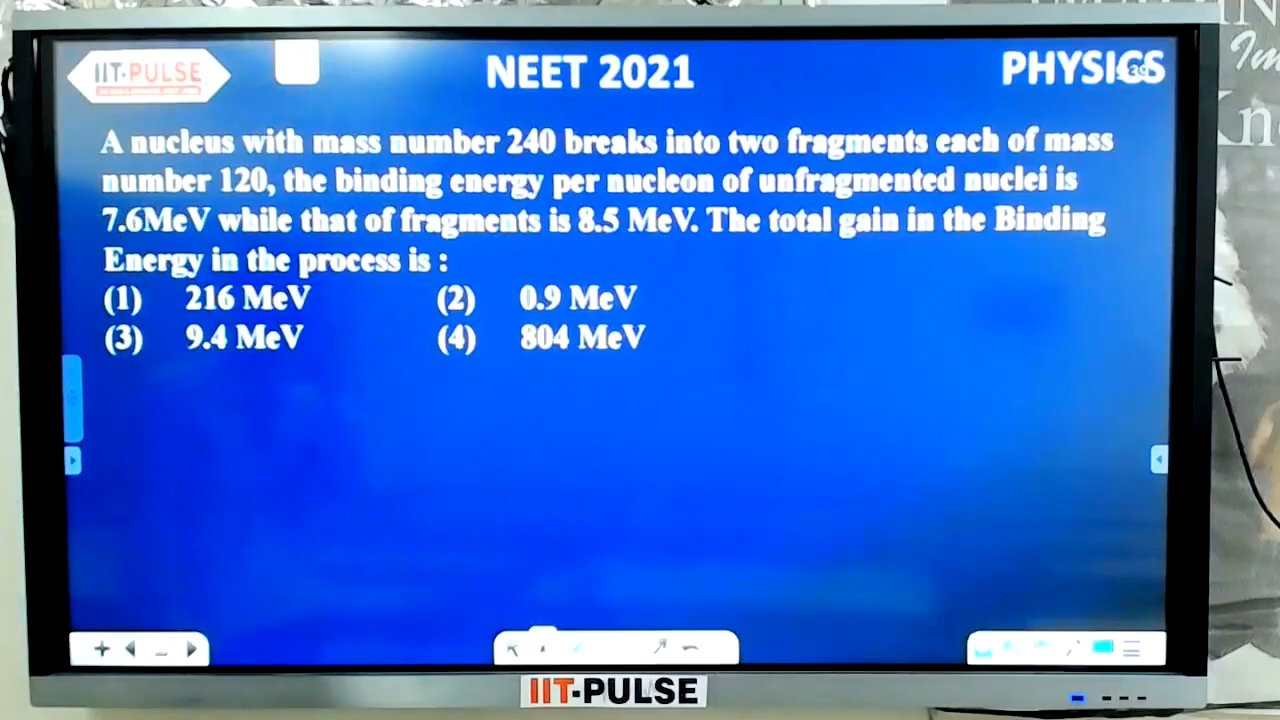 IIT-PULSE
NEET 2021
PHYSICS
A nucleus with mass number 240 breaks into two fragments each of mass
number 120, the binding energy per nucleon of unfragmented nuclei is
7.6MeV while that of fragments is 8.5 MeV. The total gain in the Binding
Energy in the process is :
(1) 216 MeV (2) 0.9 MeV
(3) 9.4 MeV (4) 804 MeV
IIT-PULSE